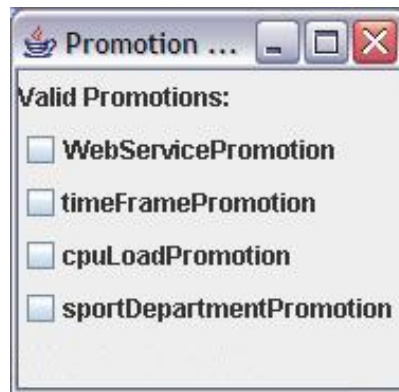 Promotion ...
Valid Promotions:
WebServicePromotion
timeFramePromotion
cpuLoadPromotion
sportDepartmentPromotion